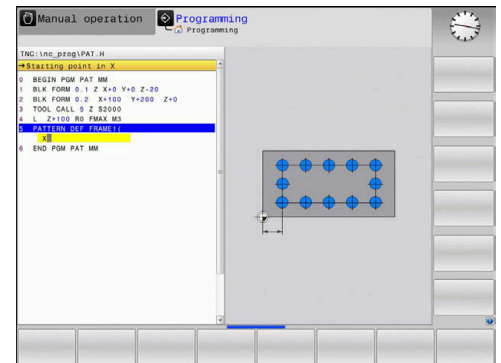 Manual operation
Programming
Programming
TNC:\nc_prog\PAT.H
→Starting point in X
0 BEGIN PGM PAT MM
1 BLK FORM 0.1 Z X+0 Y+0 Z-20
2 BLK FORM 0.2 X+100 Y+200 Z+0
3 TOOL CALL 5 Z S2000
4 L Z+100 R0 FMAX M3
5 PATTERN DEF FRAME1(
X
6 END PGM PAT MM